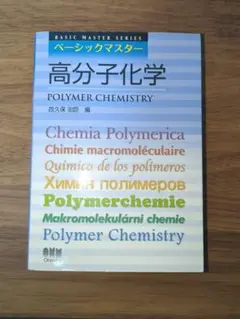 BASIC MASTER SERIES
ベーシックマスター
高分子化学
POLYMER CHEMISTRY
西久保 忠臣 編
Chemia Polymerica
Chimie macromoléculaire
Químico de los polímeros
Химия полимеров
Polymerchemie
Makromolekulární chemie
Polymer Chemistry
Ohmsha